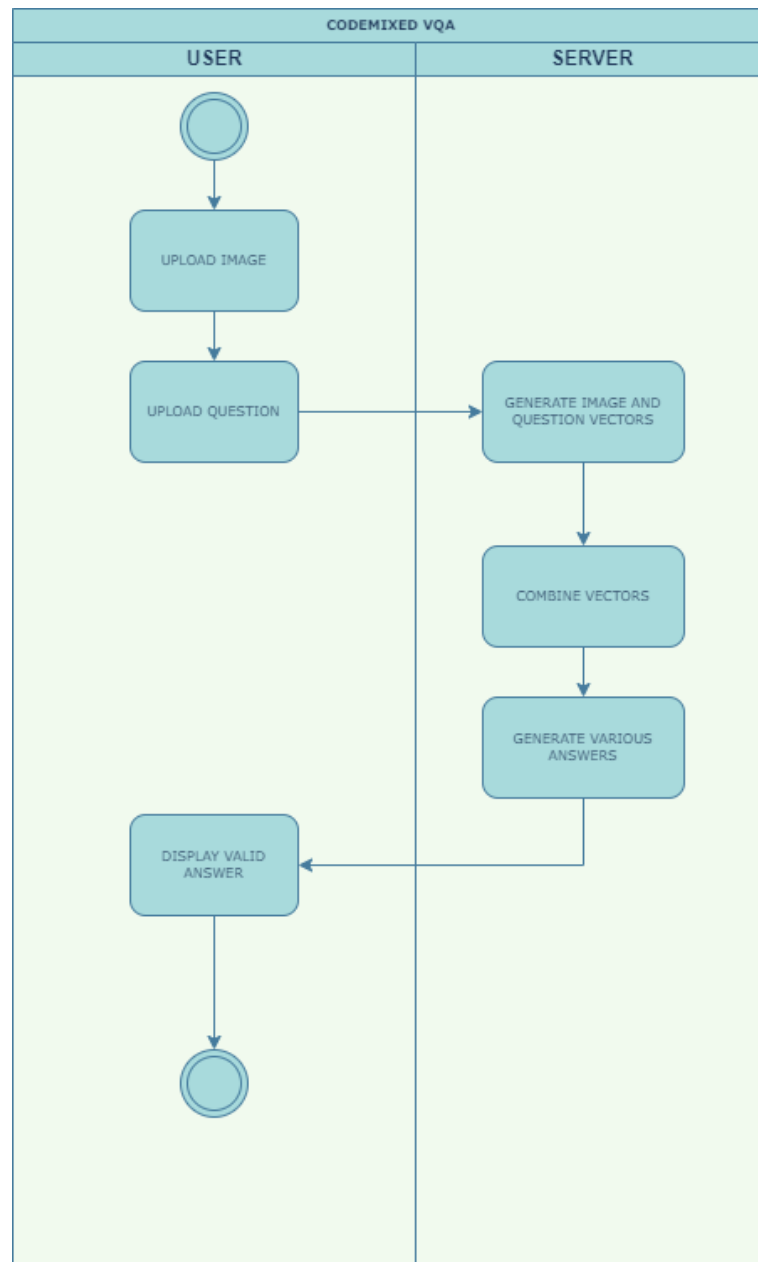 CODEMIXED VQA
USER
SERVER
UPLOAD IMAGE
UPLOAD QUESTION
GENERATE IMAGE AND
QUESTION VECTORS
COMBINE VECTORS
GENERATE VARIOUS
ANSWERS
DISPLAY VALID
ANSWER